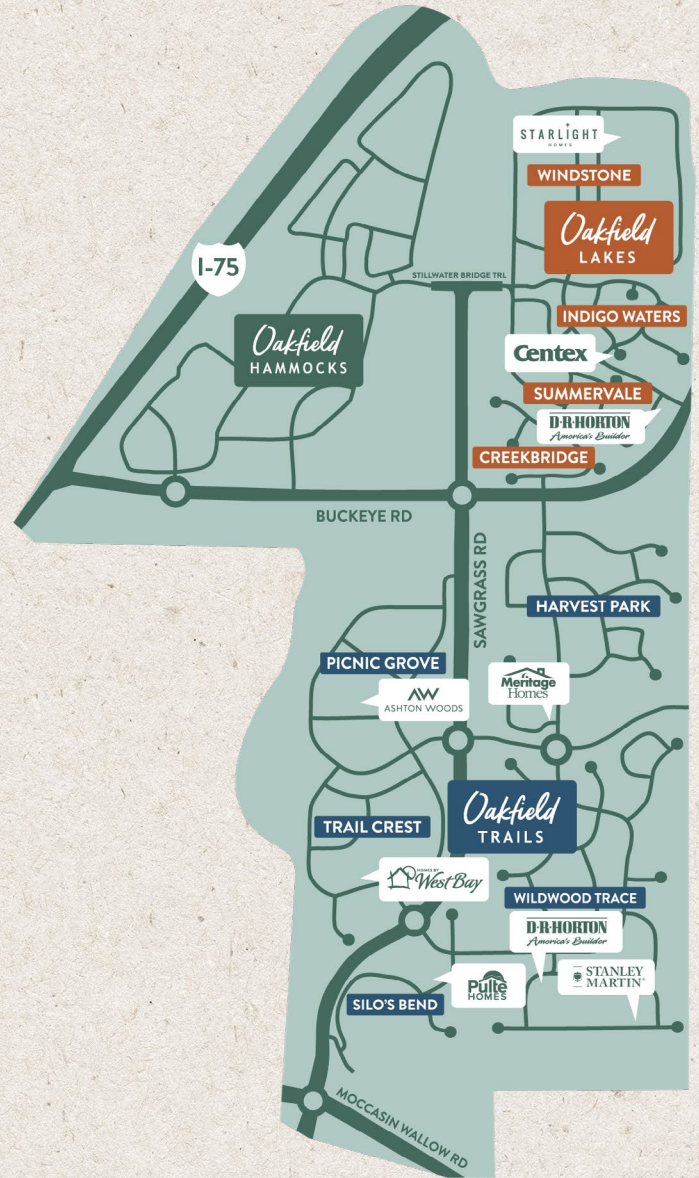 STARLIGHT
HOMES
WINDSTONE
Oakfield
LAKES
I-75
STILLWATER BRIDGE TRL
INDIGO WATERS
Oakfield
HAMMOCKS
Centex
SUMMERVALE
D·R·HORTON
America's Builder
CREEKBRIDGE
BUCKEYE RD
SAWGRASS RD
HARVEST PARK
PICNIC GROVE
Meritage
Homes
AW
ASHTON WOODS
Oakfield
TRAILS
TRAIL CREST
HOMES BY
WestBay
WILDWOOD TRACE
D·R·HORTON
America's Builder
STANLEY
MARTIN
Pulte
HOMES
SILO'S BEND
MOCCASIN WALLOW RD